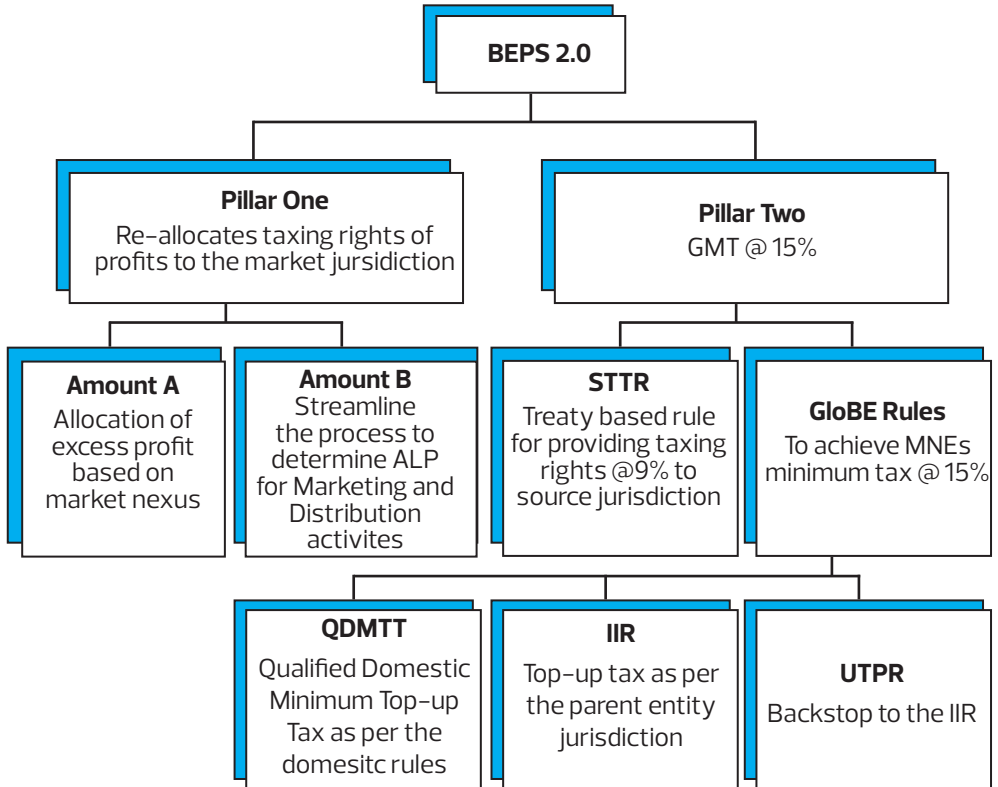 BEPS 2.0
Pillar One
Re-allocates taxing rights of
profits to the market jursidiction
Pillar Two
GMT @ 15%
Amount A
Allocation of
excess profit
based on
market nexus
Amount B
Streamline
the process to
determine ALP
for Marketing and
Distribution
activites
STTR
Treaty based rule
for providing taxing
rights @9% to
source jurisdiction
GloBE Rules
To achieve MNEs
minimum tax @ 15%
QDMTT
Qualified Domestic
Minimum Top-up
Tax as per the
domesitc rules
IIR
Top-up tax as per
the parent entity
jurisdiction
UTPR
Backstop to the IIR